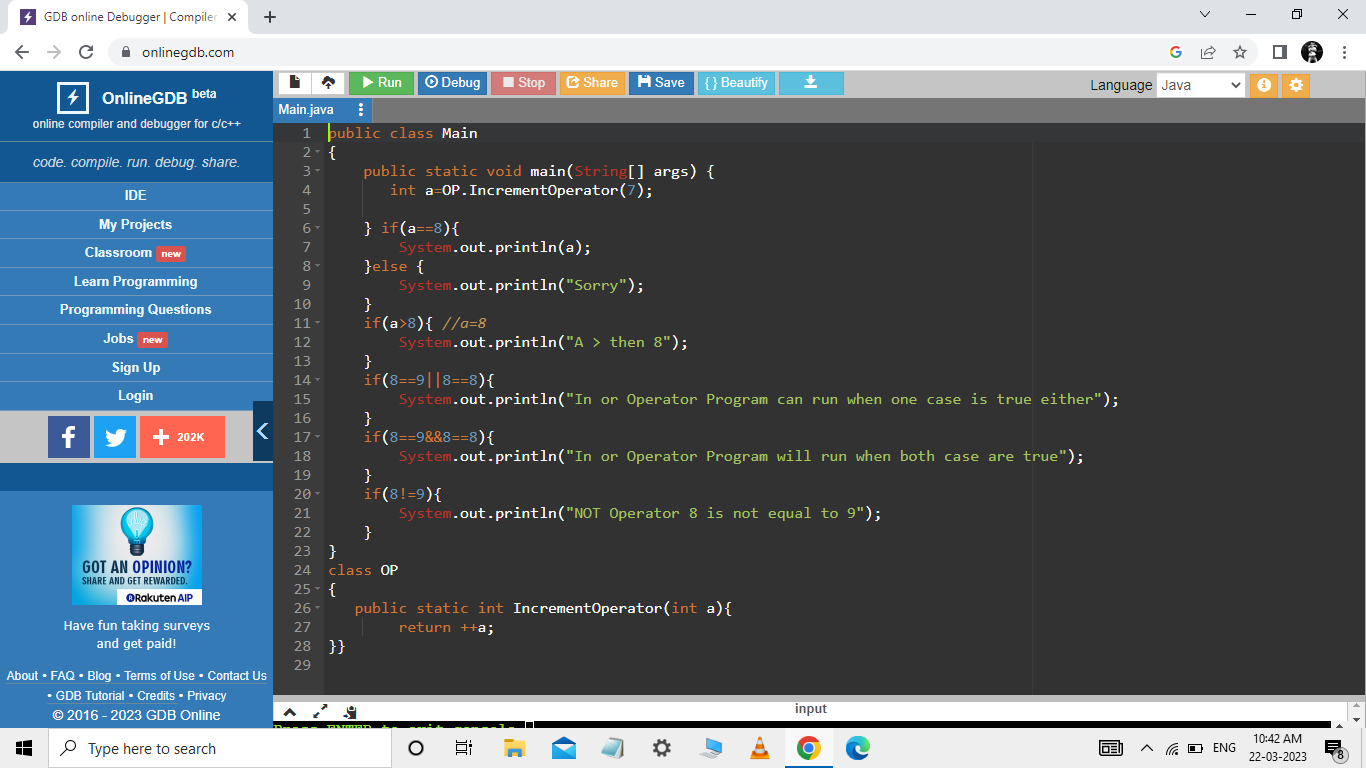 GDB online Debugger | Compiler
onlinegdb.com
OnlineGDB beta
online compiler and debugger for c/c++
code. compile. run. debug. share.
IDE
My Projects
Classroom new
Learn Programming
Programming Questions
Jobs new
Sign Up
Login
f
+ 202K
GOT AN OPINION?
SHARE AND GET REWARDED.
Rakuten AIP
Have fun taking surveys
and get paid!
About • FAQ • Blog • Terms of Use • Contact Us
• GDB Tutorial • Credits • Privacy
© 2016 - 2023 GDB Online
Run Debug Stop Share Save { } Beautify
Language Java
Main.java
1 public class Main
2 {
3     public static void main(String[] args) {
4        int a=OP.IncrementOperator(7);
5
6     } if(a==8){
7         System.out.println(a);
8     }else {
9         System.out.println("Sorry");
10     }
11     if(a>8){ //a=8
12         System.out.println("A > then 8");
13     }
14     if(8==9||8==8){
15         System.out.println("In or Operator Program can run when one case is true either");
16     }
17     if(8==9&&8==8){
18         System.out.println("In or Operator Program will run when both case are true");
19     }
20     if(8!=9){
21         System.out.println("NOT Operator 8 is not equal to 9");
22     }
23 }
24 class OP
25 {
26    public static int IncrementOperator(int a){
27         return ++a;
28 }}
29
input
Press ENTER to exit console.
Type here to search
ENG
10:42 AM
22-03-2023
8